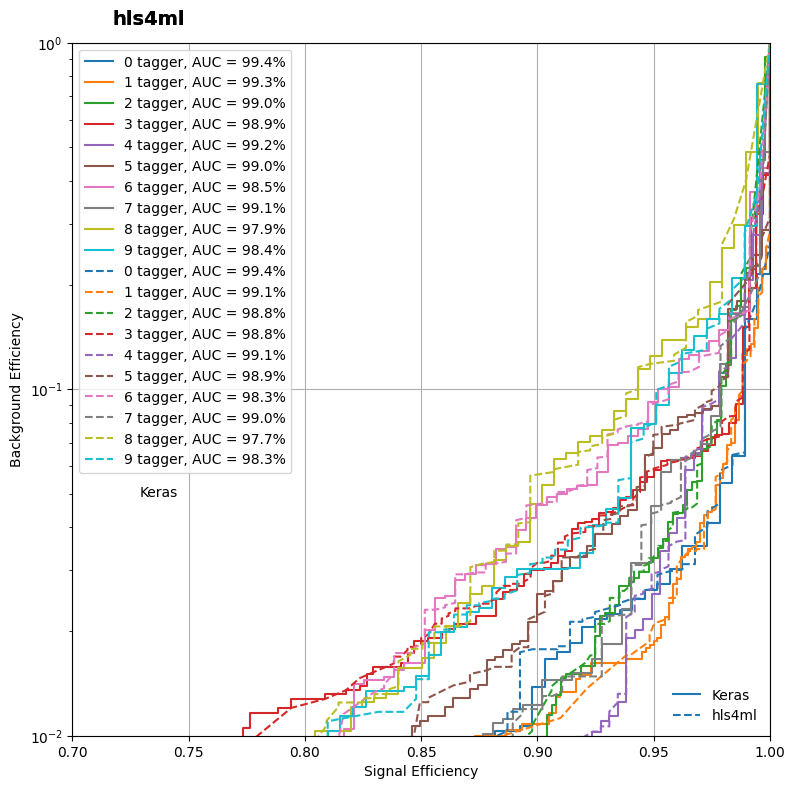 hls4ml
10⁰
0 tagger, AUC = 99.4%
1 tagger, AUC = 99.3%
2 tagger, AUC = 99.0%
3 tagger, AUC = 98.9%
4 tagger, AUC = 99.2%
5 tagger, AUC = 99.0%
6 tagger, AUC = 98.5%
7 tagger, AUC = 99.1%
8 tagger, AUC = 97.9%
9 tagger, AUC = 98.4%
0 tagger, AUC = 99.4%
1 tagger, AUC = 99.1%
2 tagger, AUC = 98.8%
3 tagger, AUC = 98.8%
4 tagger, AUC = 99.1%
5 tagger, AUC = 98.9%
6 tagger, AUC = 98.3%
7 tagger, AUC = 99.0%
8 tagger, AUC = 97.7%
9 tagger, AUC = 98.3%
Background Efficiency
10⁻¹
Keras
Keras
hls4ml
10⁻²
0.70 0.75 0.80 0.85 0.90 0.95 1.00
Signal Efficiency